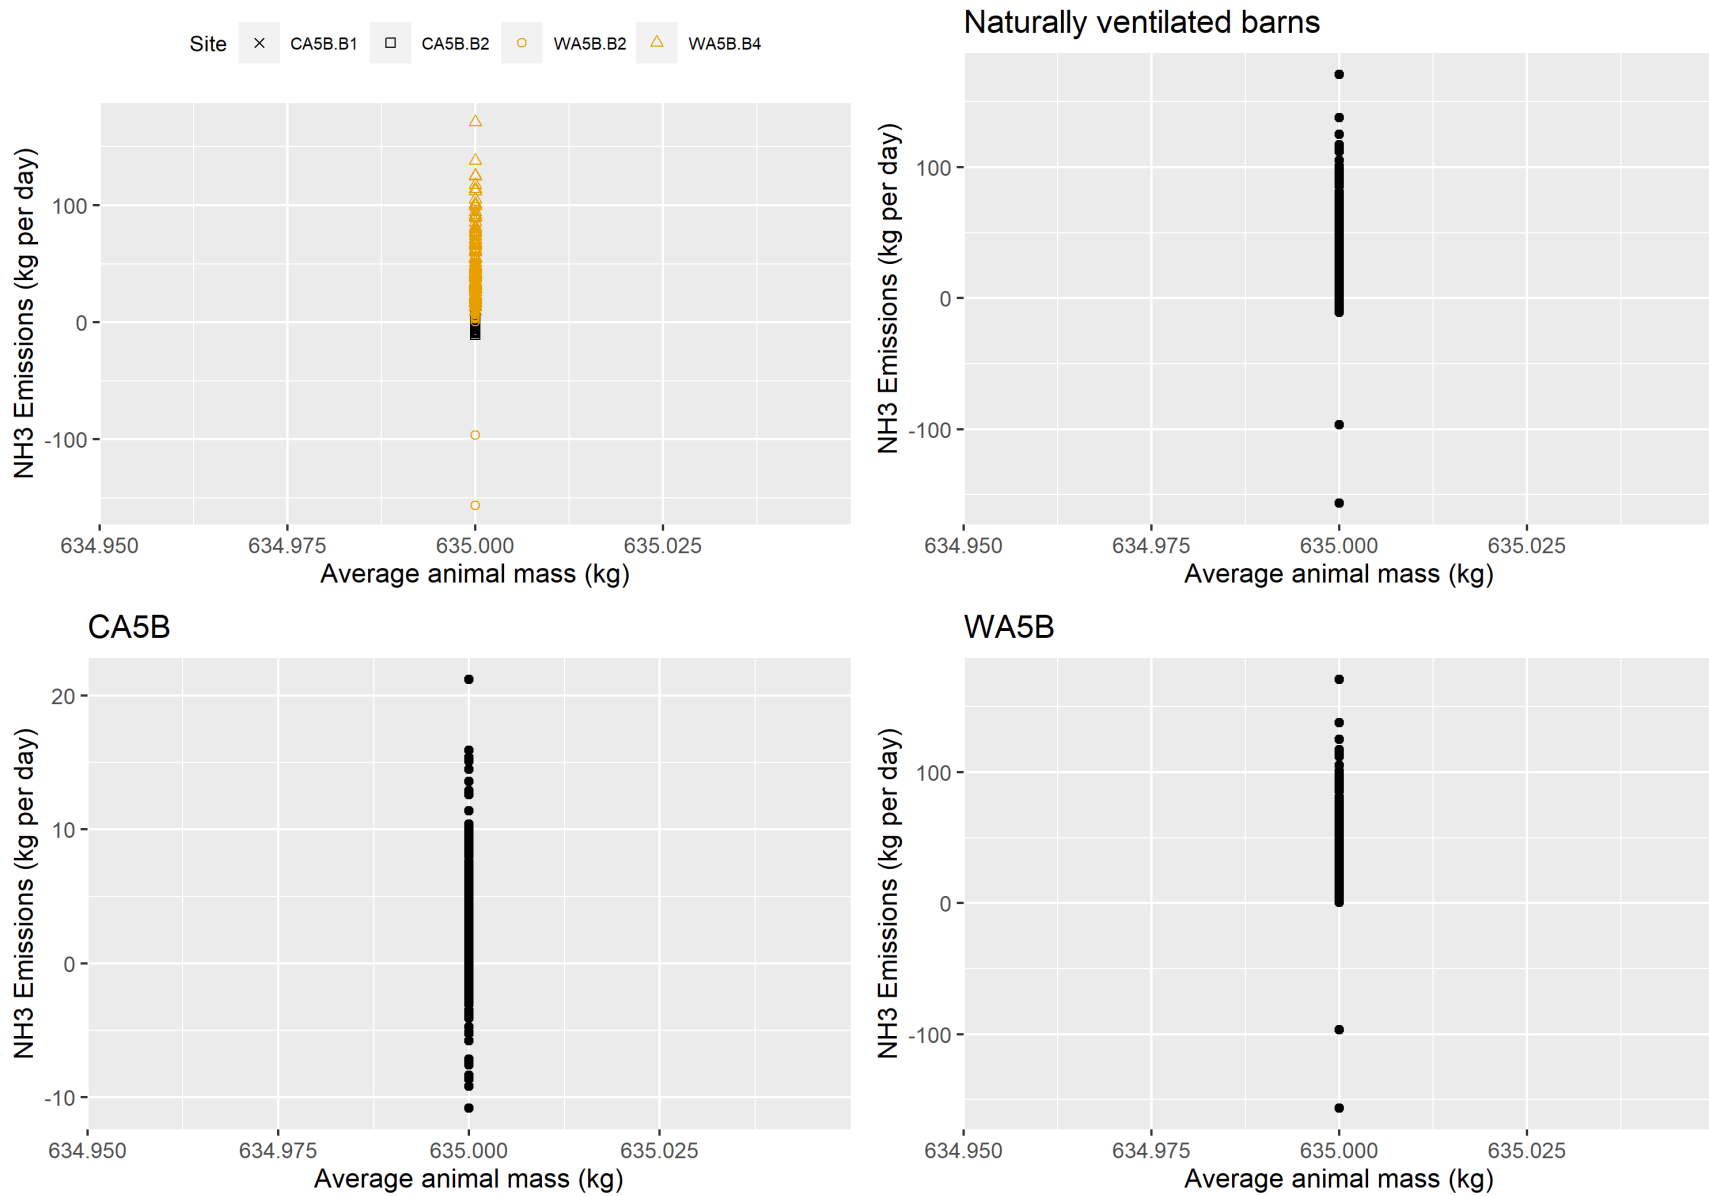 Site CA5B.B1 CA5B.B2 WA5B.B2 WA5B.B4
NH3 Emissions (kg per day)
100
0
-100
634.950 634.975 635.000 635.025
Average animal mass (kg)
Naturally ventilated barns
NH3 Emissions (kg per day)
100
0
-100
634.950 634.975 635.000 635.025
Average animal mass (kg)
CA5B
NH3 Emissions (kg per day)
20
10
0
-10
634.950 634.975 635.000 635.025
Average animal mass (kg)
WA5B
NH3 Emissions (kg per day)
100
0
-100
634.950 634.975 635.000 635.025
Average animal mass (kg)